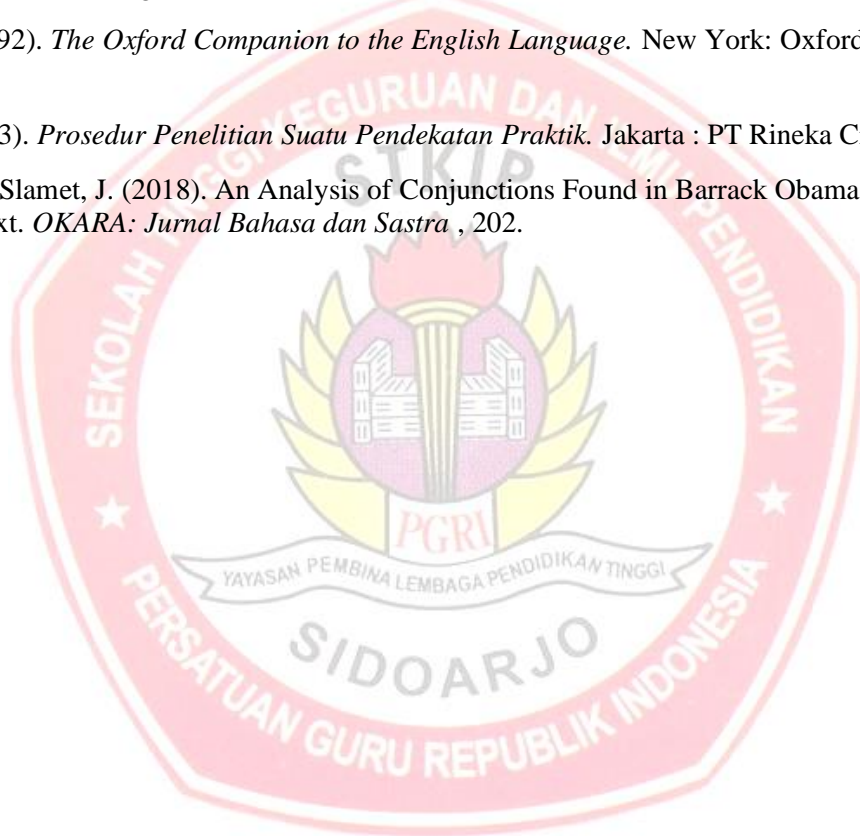 92). The Oxford Companion to the English Language. New York: Oxford
3). Prosedur Penelitian Suatu Pendekatan Praktik. Jakarta : PT Rineka C
Slamet, J. (2018). An Analysis of Conjunctions Found in Barrack Obama
xt. OKARA: Jurnal Bahasa dan Sastra , 202.
SEKOLAH TINGGI KEGURUAN DAN ILMU PENDIDIKAN
STKIP
PGRI
YAYASAN PEMBINA LEMBAGA PENDIDIKAN TINGGI
SIDOARJO
PERSATUAN GURU REPUBLIK INDONESIA